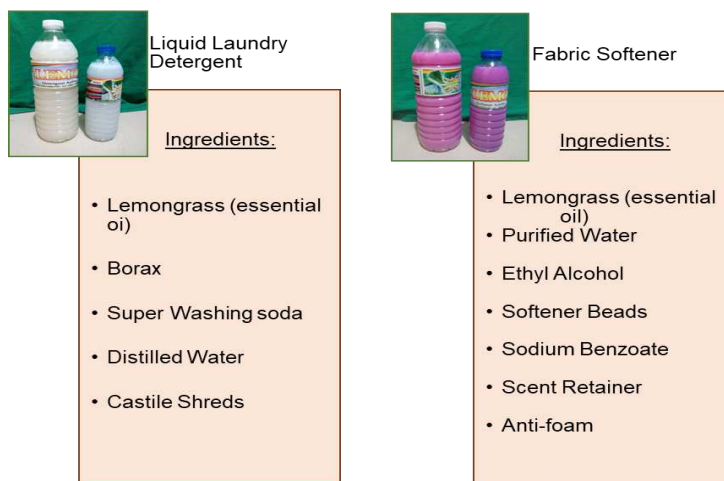 Liquid Laundry
Detergent
Ingredients:
• Lemongrass (essential
oi)
• Borax
• Super Washing soda
• Distilled Water
• Castile Shreds
Fabric Softener
Ingredients:
• Lemongrass (essential
oil)
• Purified Water
• Ethyl Alcohol
• Softener Beads
• Sodium Benzoate
• Scent Retainer
• Anti-foam